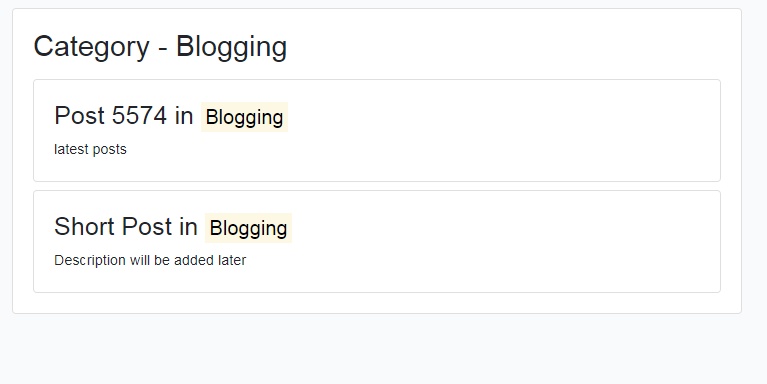 Category - Blogging
Post 5574 in Blogging
latest posts
Short Post in Blogging
Description will be added later